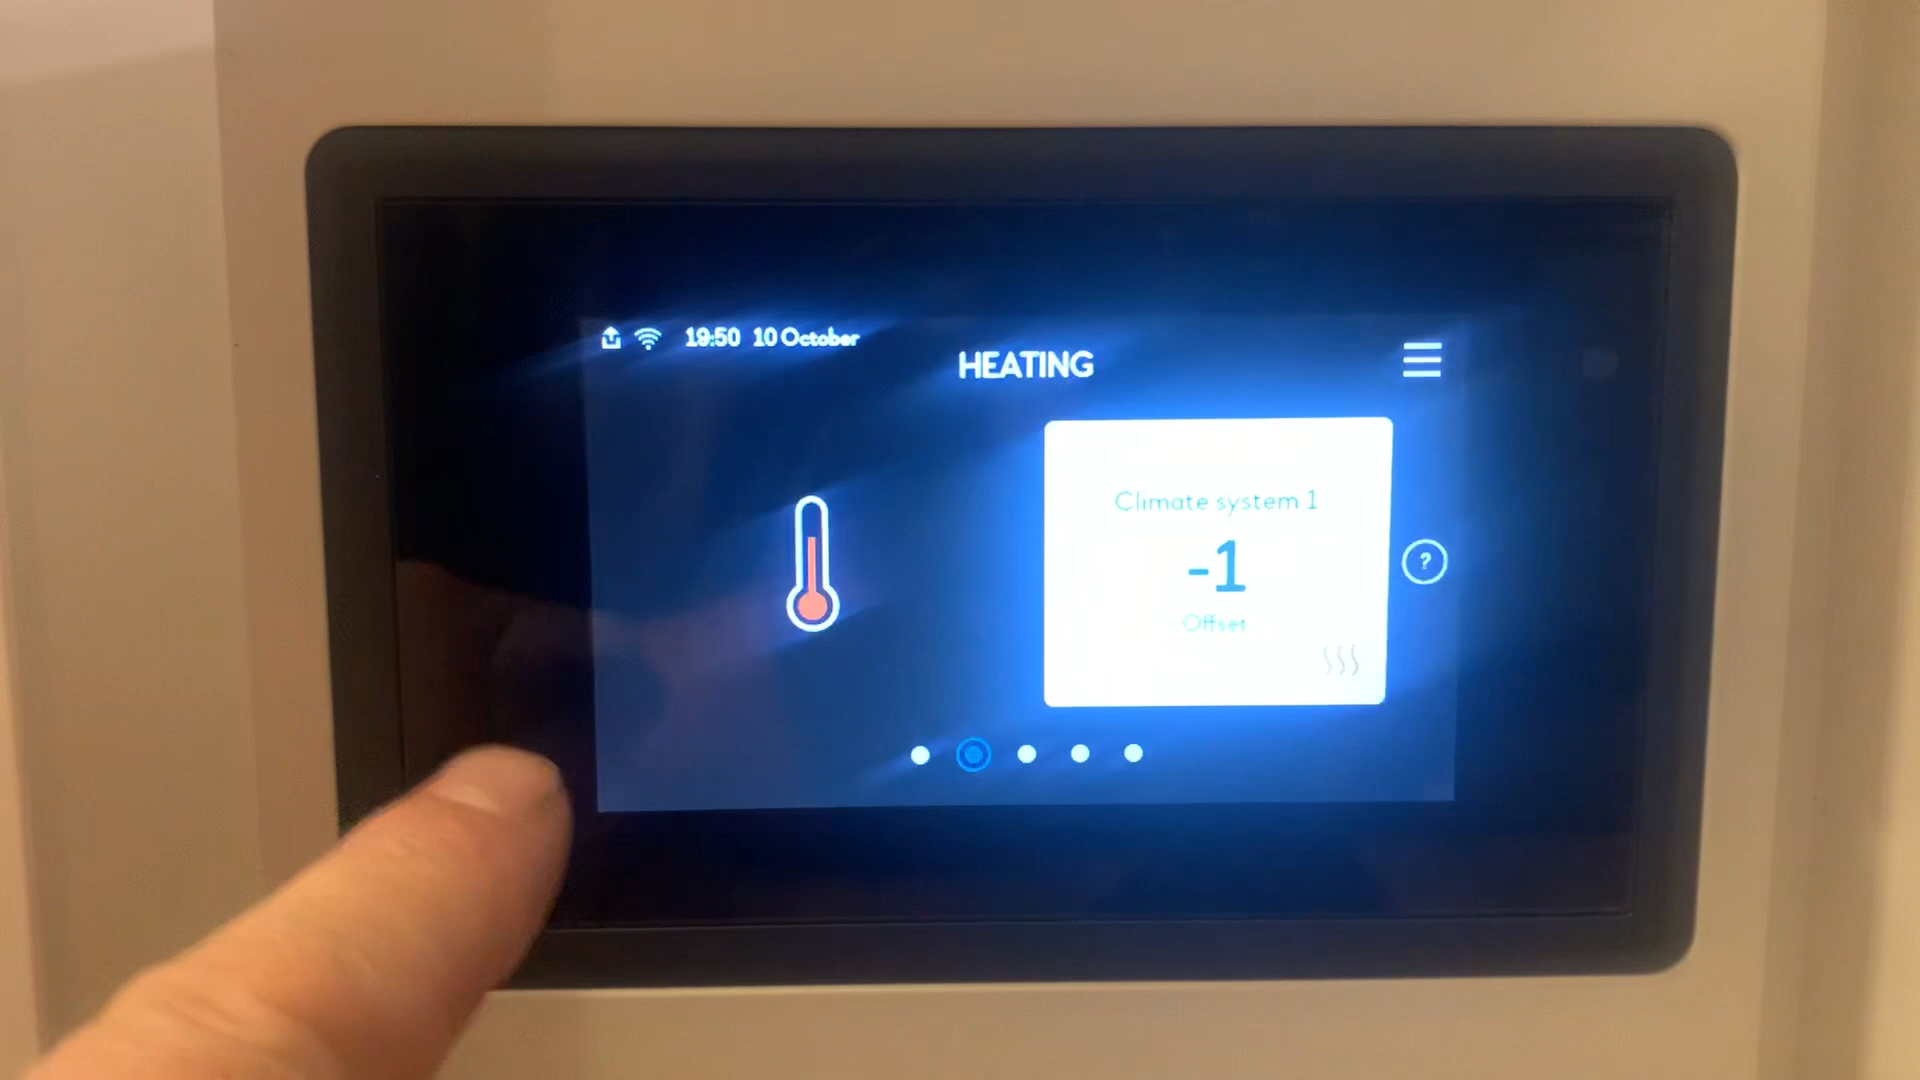 19:50 10 October
HEATING
Climate system 1
-1
Offset
?